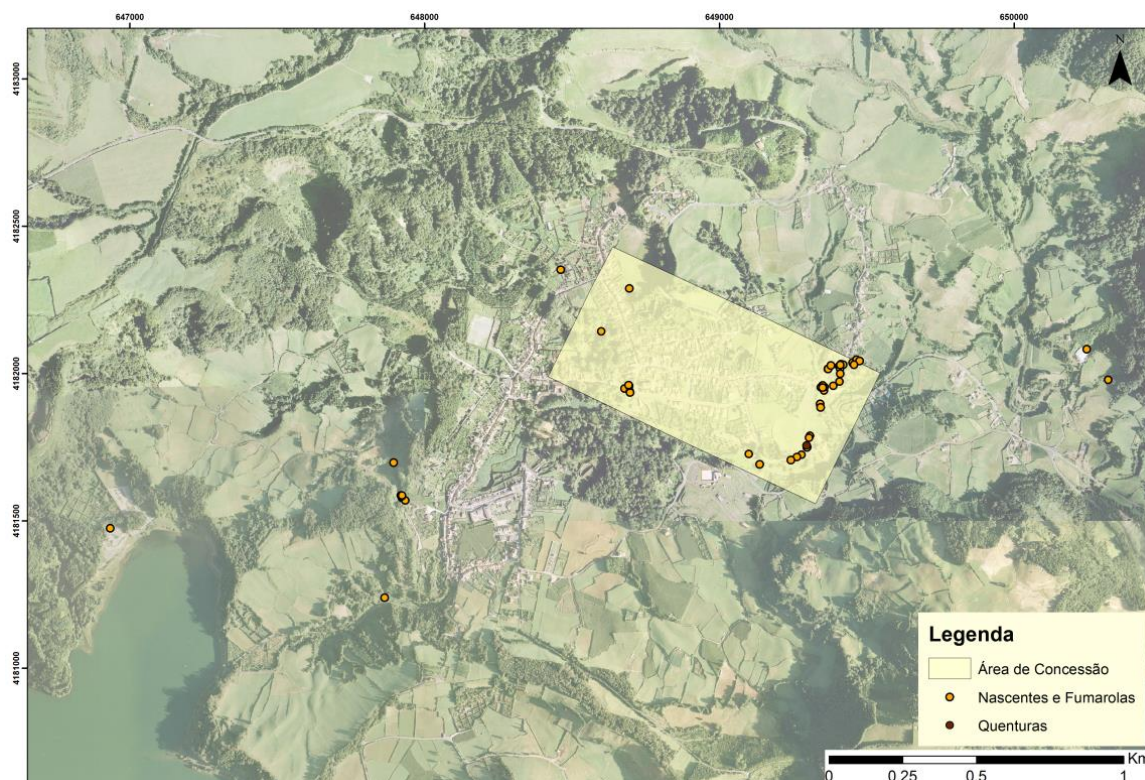 647000 648000 649000 650000
N
4183000
4182500
4182000
4181500
4181000
Legenda
Área de Concessão
Nascentes e Fumarolas
Quenturas
Km
0 0.25 0.5 1